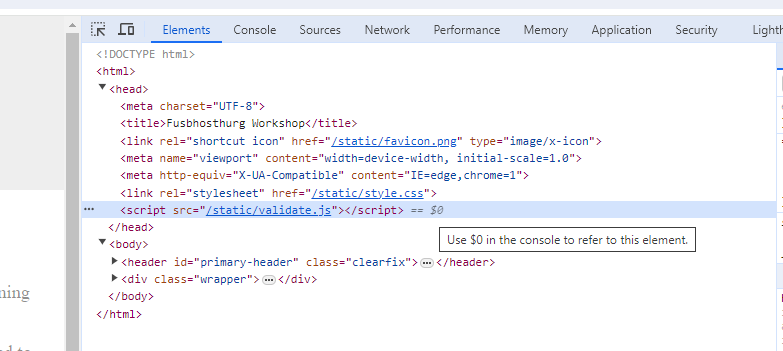 Elements Console Sources Network Performance Memory Application Security Lighth
<!DOCTYPE html>
<html>
<head>
<meta charset="UTF-8">
<title>Fusbhosthurg Workshop</title>
<link rel="shortcut icon" href="/static/favicon.png" type="image/x-icon">
<meta name="viewport" content="width=device-width, initial-scale=1.0">
<meta http-equiv="X-UA-Compatible" content="IE=edge,chrome=1">
<link rel="stylesheet" href="/static/style.css">
<script src="/static/validate.js"></script> == $0
</head>
Use $0 in the console to refer to this element.
<body>
<header id="primary-header" class="clearfix"> … </header>
<div class="wrapper"> … </div>
ning
</body>
</html>